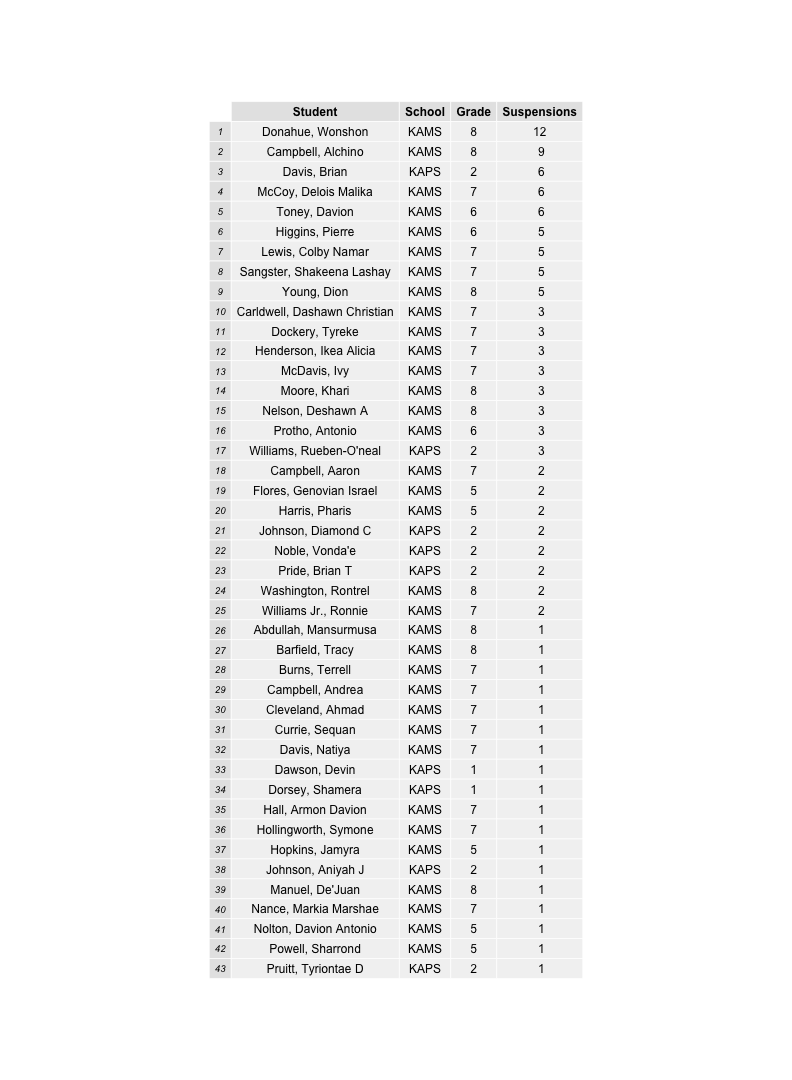 Student School Grade Suspensions
1 Donahue, Wonshon KAMS 8 12
2 Campbell, Alchino KAMS 8 9
3 Davis, Brian KAPS 2 6
4 McCoy, Delois Malika KAMS 7 6
5 Toney, Davion KAMS 6 6
6 Higgins, Pierre KAMS 6 5
7 Lewis, Colby Namar KAMS 7 5
8 Sangster, Shakeena Lashay KAMS 7 5
9 Young, Dion KAMS 8 5
10 Carldwell, Dashawn Christian KAMS 7 3
11 Dockery, Tyreke KAMS 7 3
12 Henderson, Ikea Alicia KAMS 7 3
13 McDavis, Ivy KAMS 7 3
14 Moore, Khari KAMS 8 3
15 Nelson, Deshawn A KAMS 8 3
16 Protho, Antonio KAMS 6 3
17 Williams, Rueben-O'neal KAPS 2 3
18 Campbell, Aaron KAMS 7 2
19 Flores, Genovian Israel KAMS 5 2
20 Harris, Pharis KAMS 5 2
21 Johnson, Diamond C KAPS 2 2
22 Noble, Vonda'e KAPS 2 2
23 Pride, Brian T KAPS 2 2
24 Washington, Rontrel KAMS 8 2
25 Williams Jr., Ronnie KAMS 7 2
26 Abdullah, Mansurmusa KAMS 8 1
27 Barfield, Tracy KAMS 8 1
28 Burns, Terrell KAMS 7 1
29 Campbell, Andrea KAMS 7 1
30 Cleveland, Ahmad KAMS 7 1
31 Currie, Sequan KAMS 7 1
32 Davis, Natiya KAMS 7 1
33 Dawson, Devin KAPS 1 1
34 Dorsey, Shamera KAPS 1 1
35 Hall, Armon Davion KAMS 7 1
36 Hollingworth, Symone KAMS 7 1
37 Hopkins, Jamyra KAMS 5 1
38 Johnson, Aniyah J KAPS 2 1
39 Manuel, De'Juan KAMS 8 1
40 Nance, Markia Marshae KAMS 7 1
41 Nolton, Davion Antonio KAMS 5 1
42 Powell, Sharrond KAMS 5 1
43 Pruitt, Tyriontae D KAPS 2 1